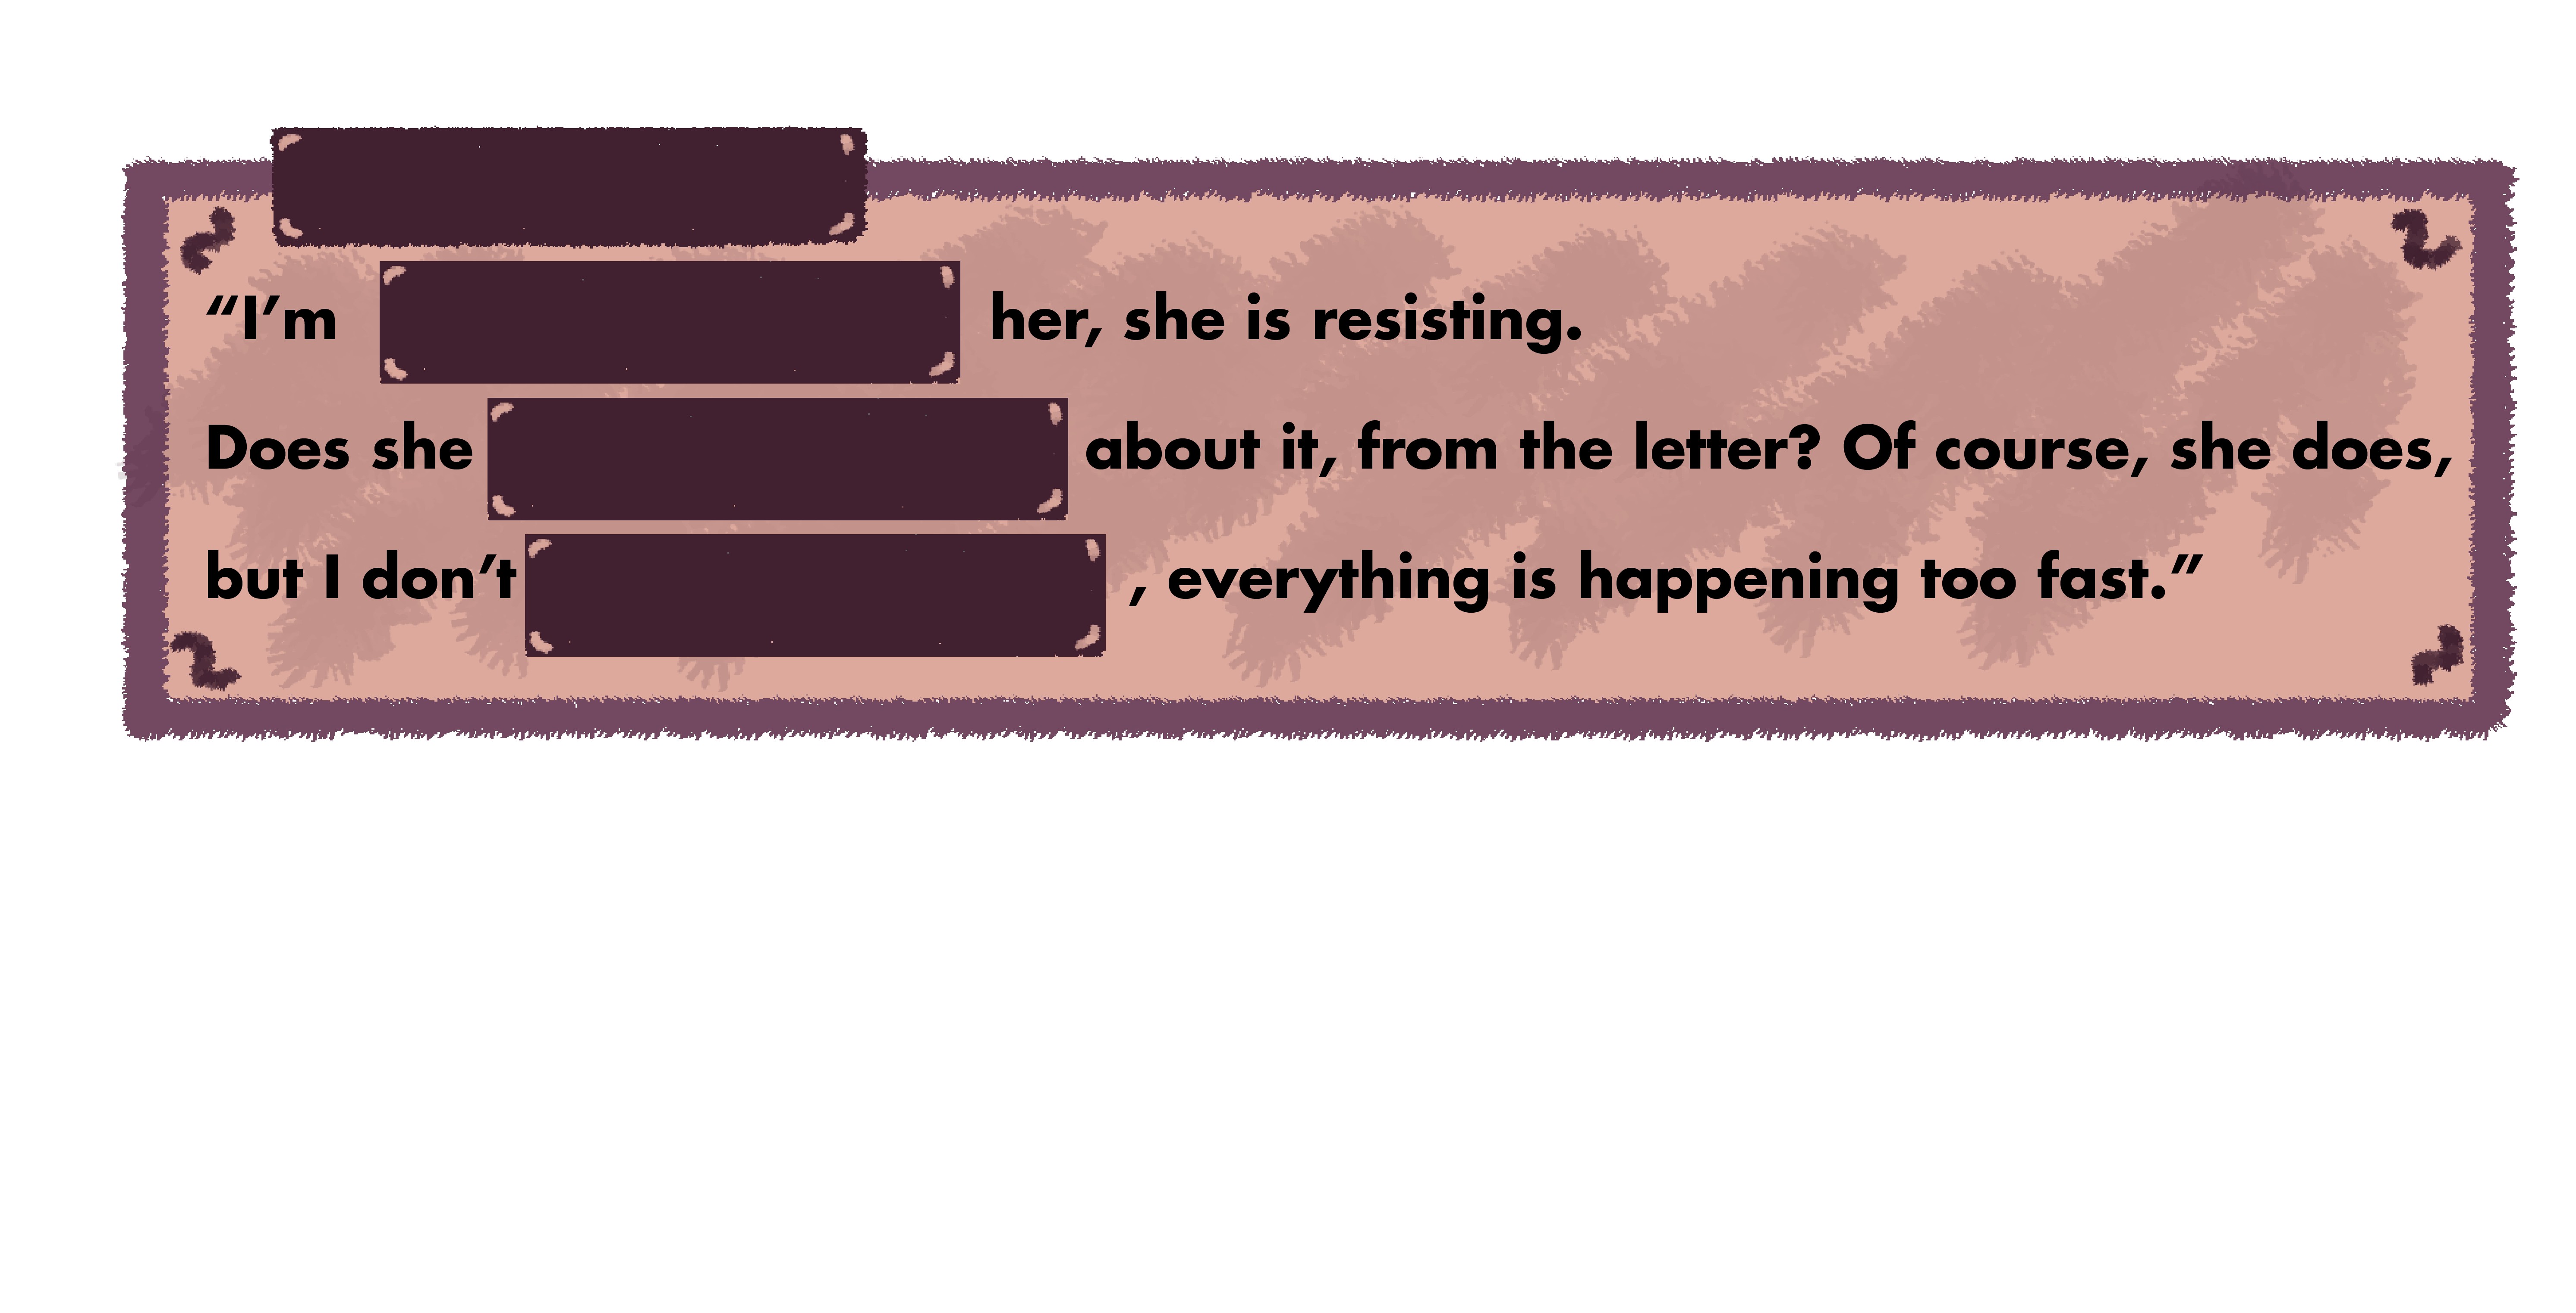 “I’m her, she is resisting.
Does she about it, from the letter? Of course, she does,
but I don’t , everything is happening too fast.”